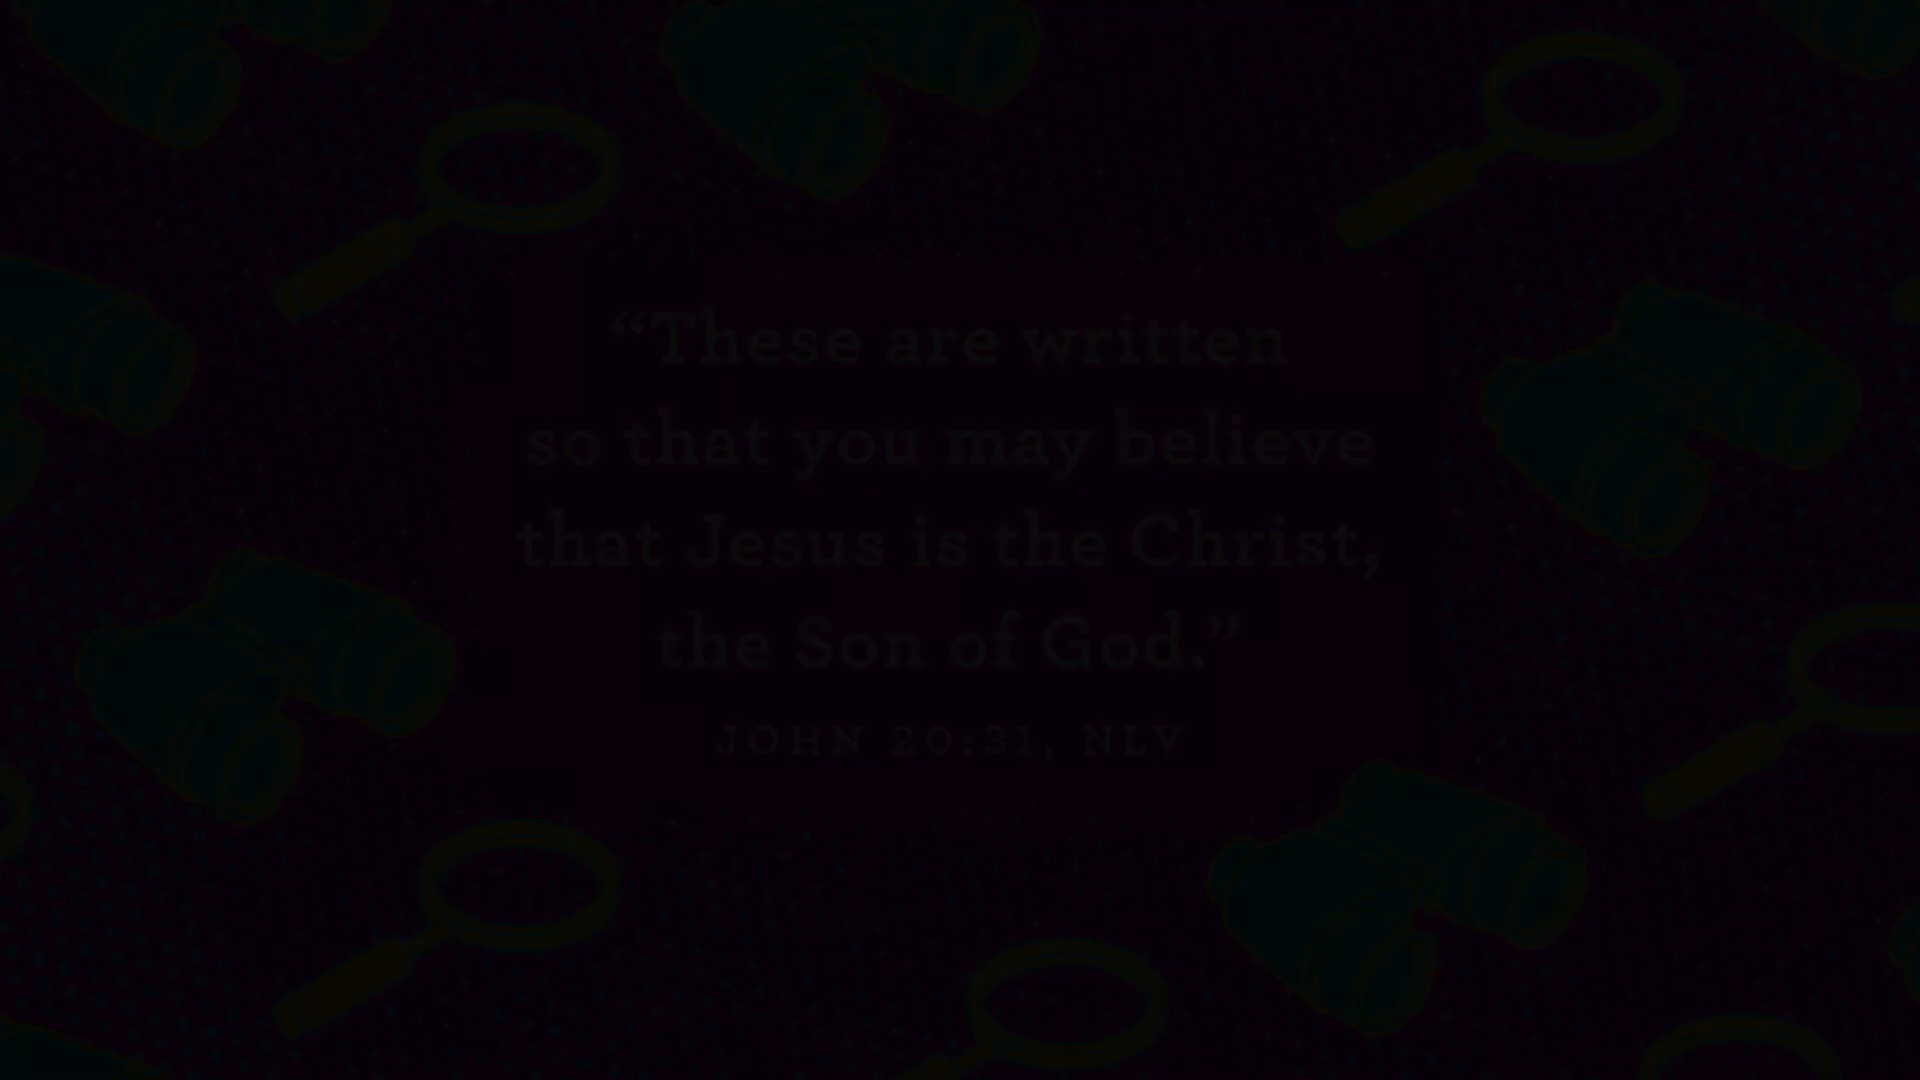 “These are written
so that you may believe
that Jesus is the Christ,
the Son of God.”
JOHN 20:31, NLV